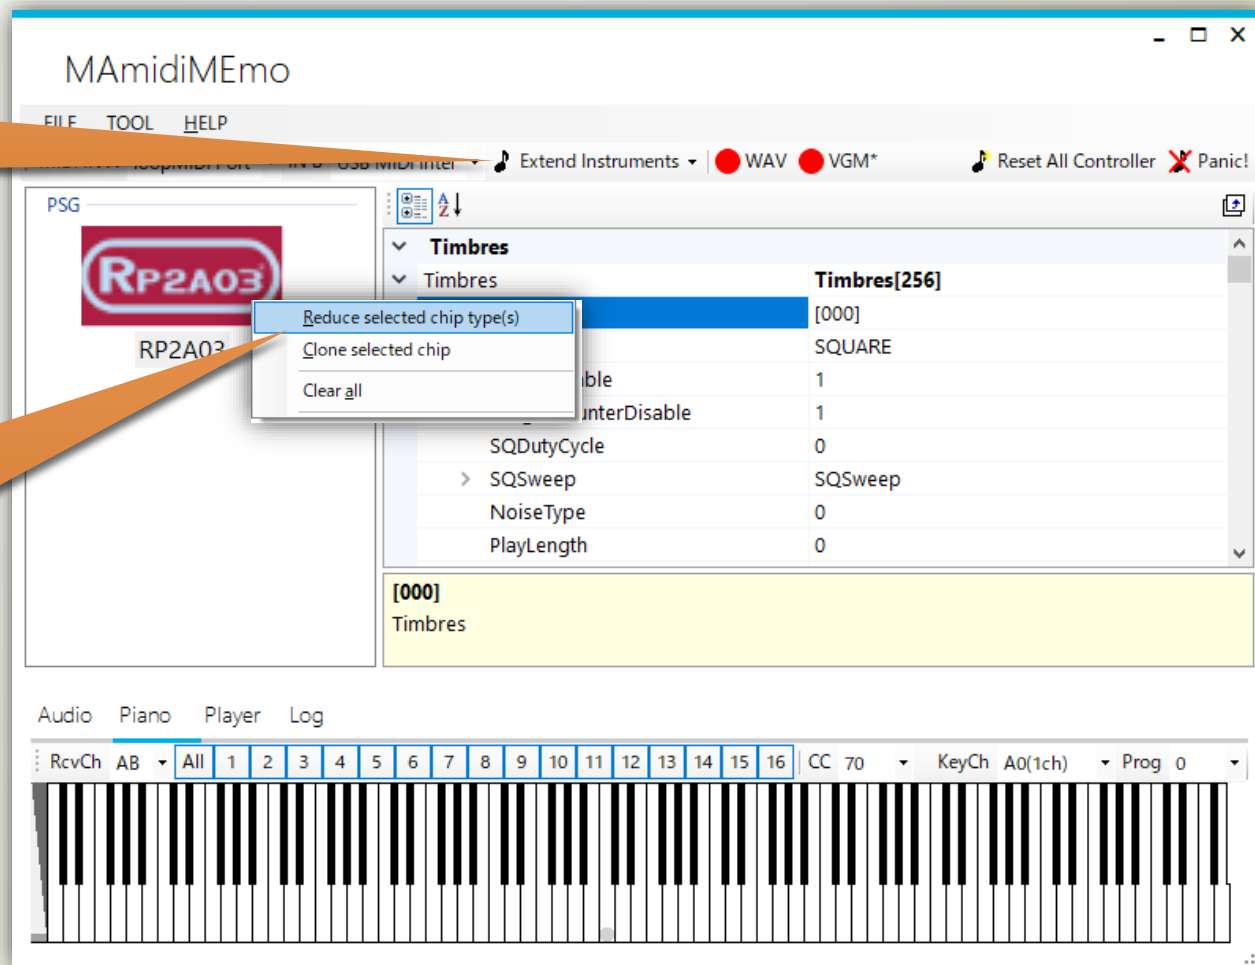 MAmidiMEmo
FILE TOOL HELP
Extend Instruments WAV VGM* Reset All Controller Panic!
PSG
RP2A03
RP2A03
Reduce selected chip type(s)
Clone selected chip
Clear all
Timbres
Timbres Timbres[256]
[000]
SQUARE
1
1
SQDutyCycle 0
SQSweep SQSweep
NoiseType 0
PlayLength 0
[000]
Timbres
Audio Piano Player Log
RcvCh AB All 1 2 3 4 5 6 7 8 9 10 11 12 13 14 15 16 CC 70 KeyCh A0(1ch) Prog 0